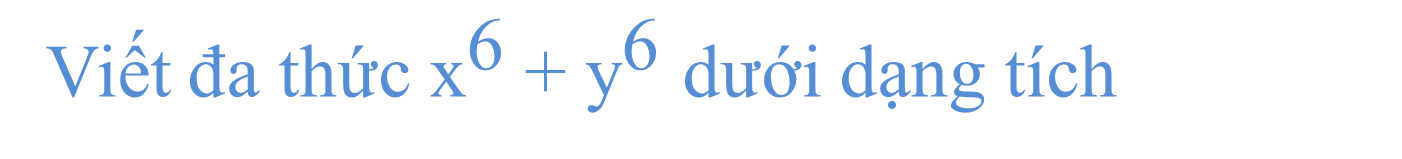 Viết đa thức x⁶ + y⁶ dưới dạng tích